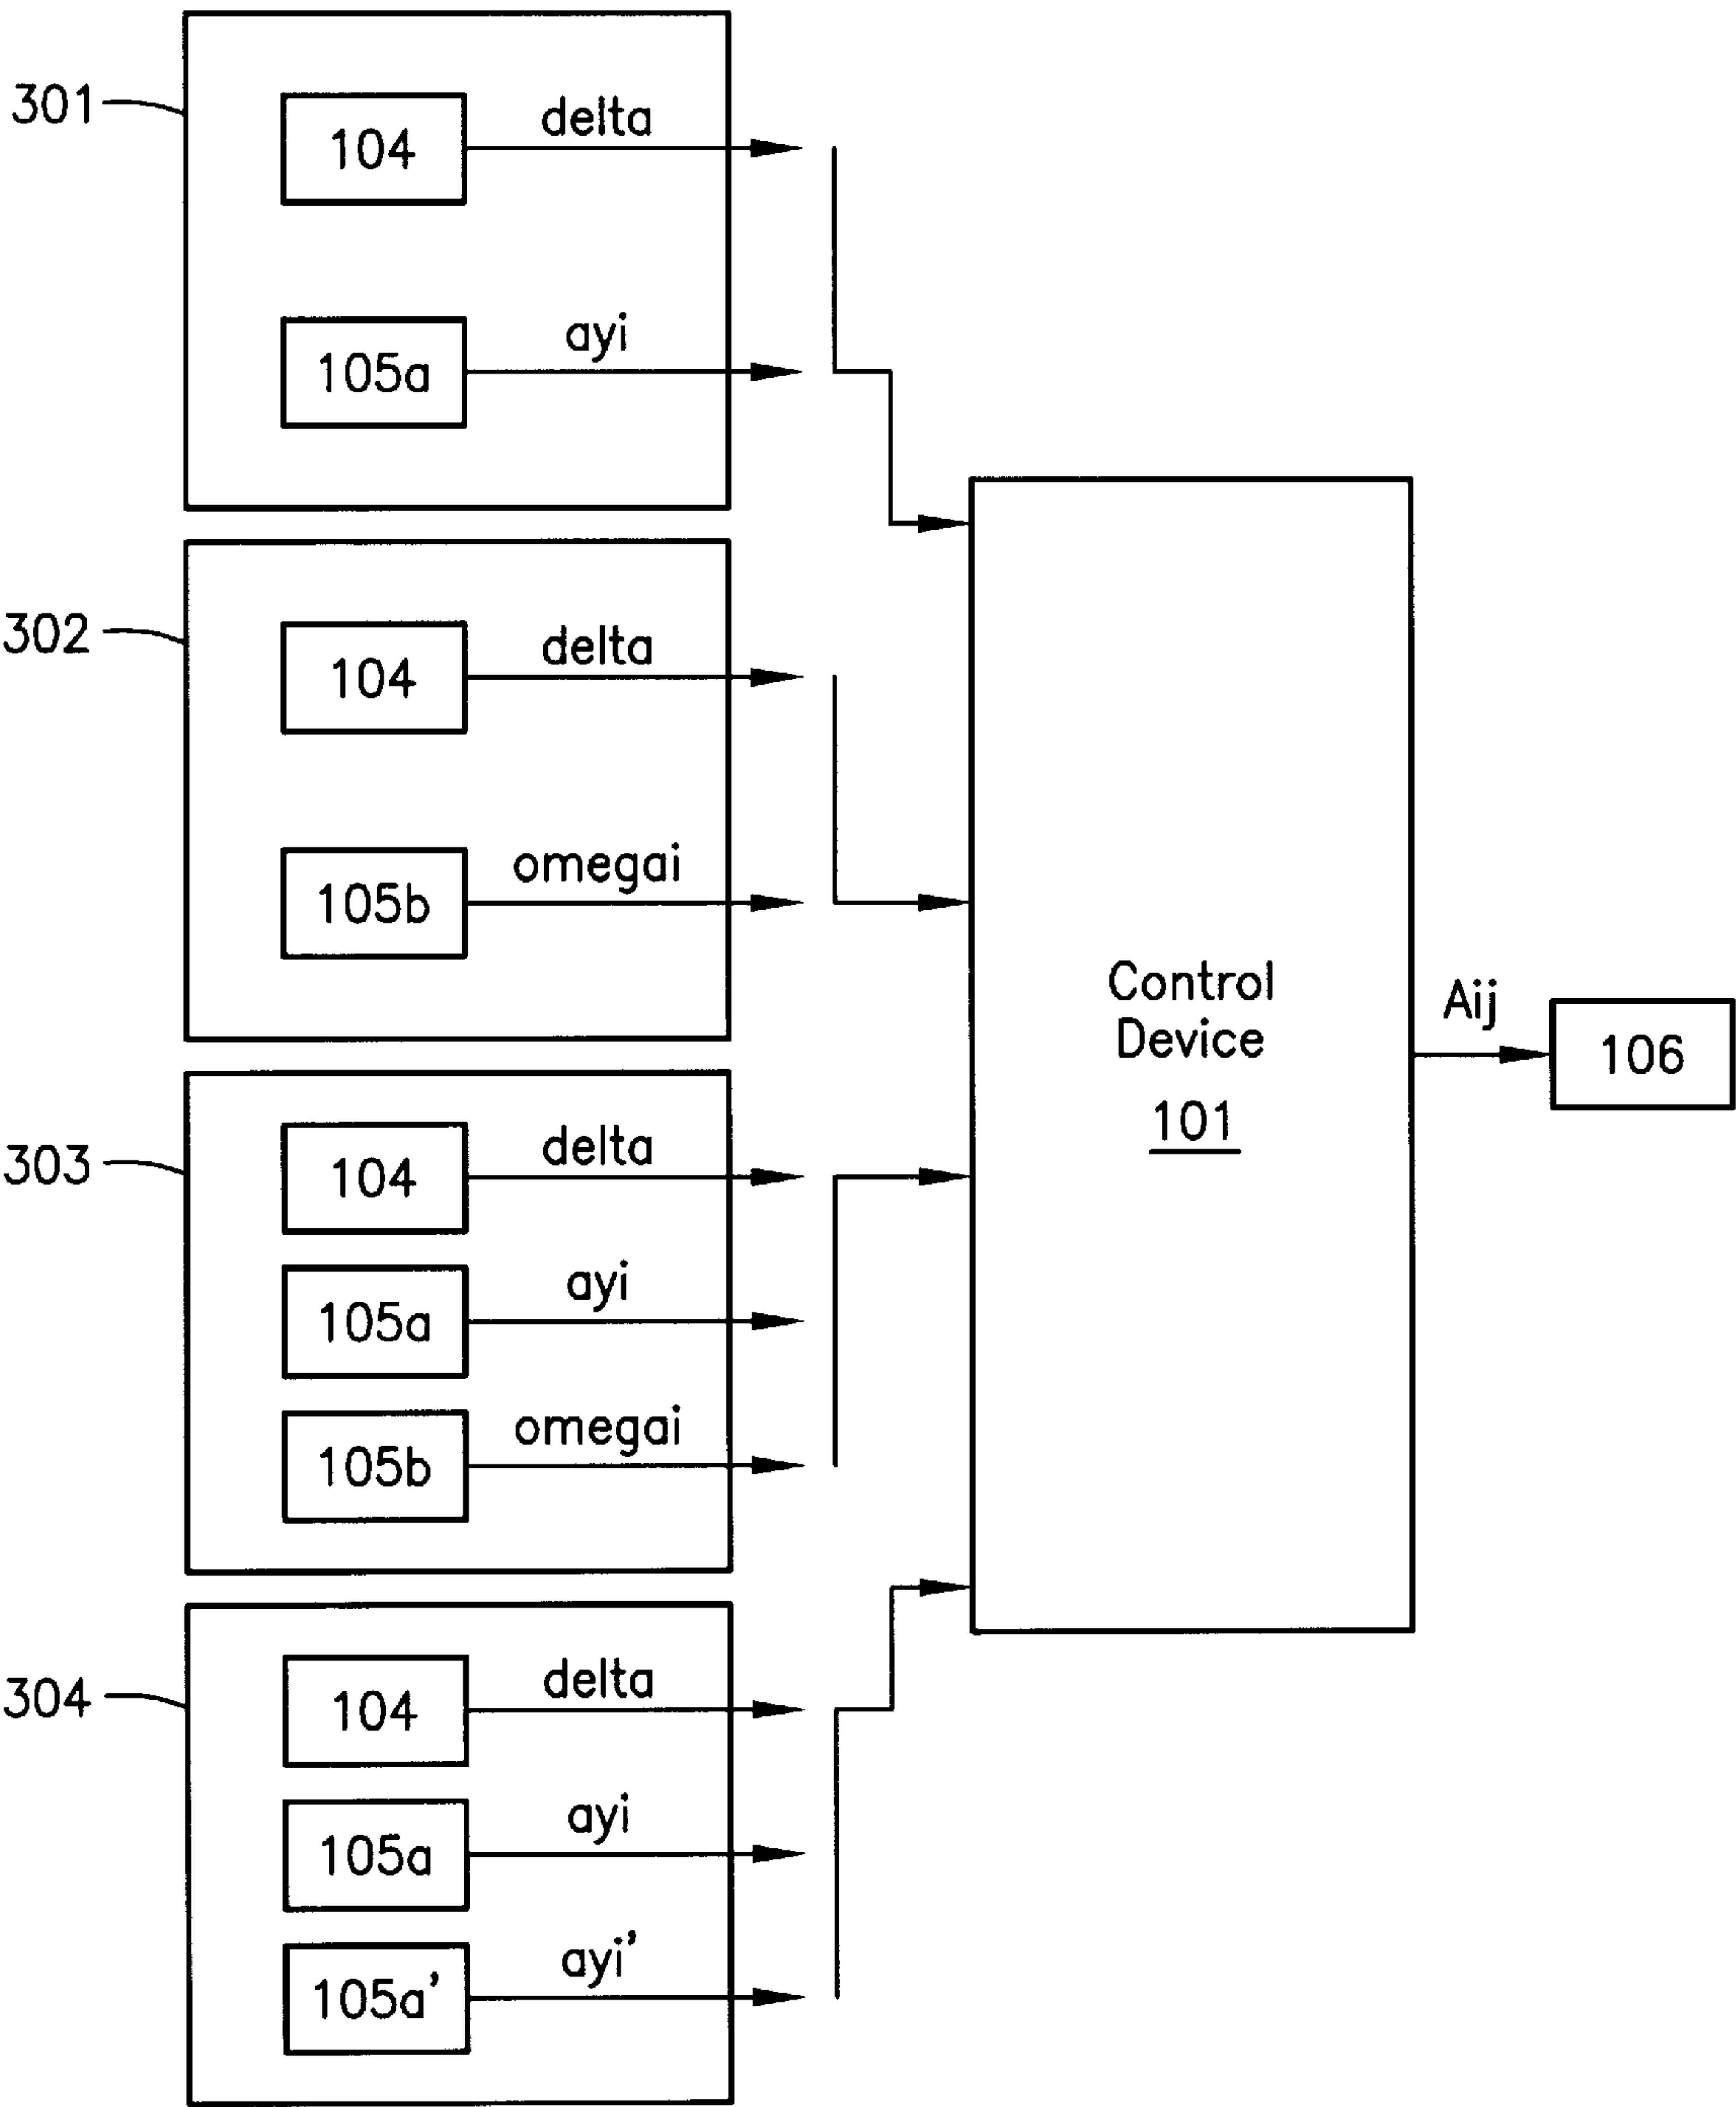 301
104
delta
105a
ayi
302
104
delta
105b
omegai
303
104
delta
105a
ayi
105b
omegai
304
104
delta
105a
ayi
105a'
ayi'
Control
Device
101
Aij
106